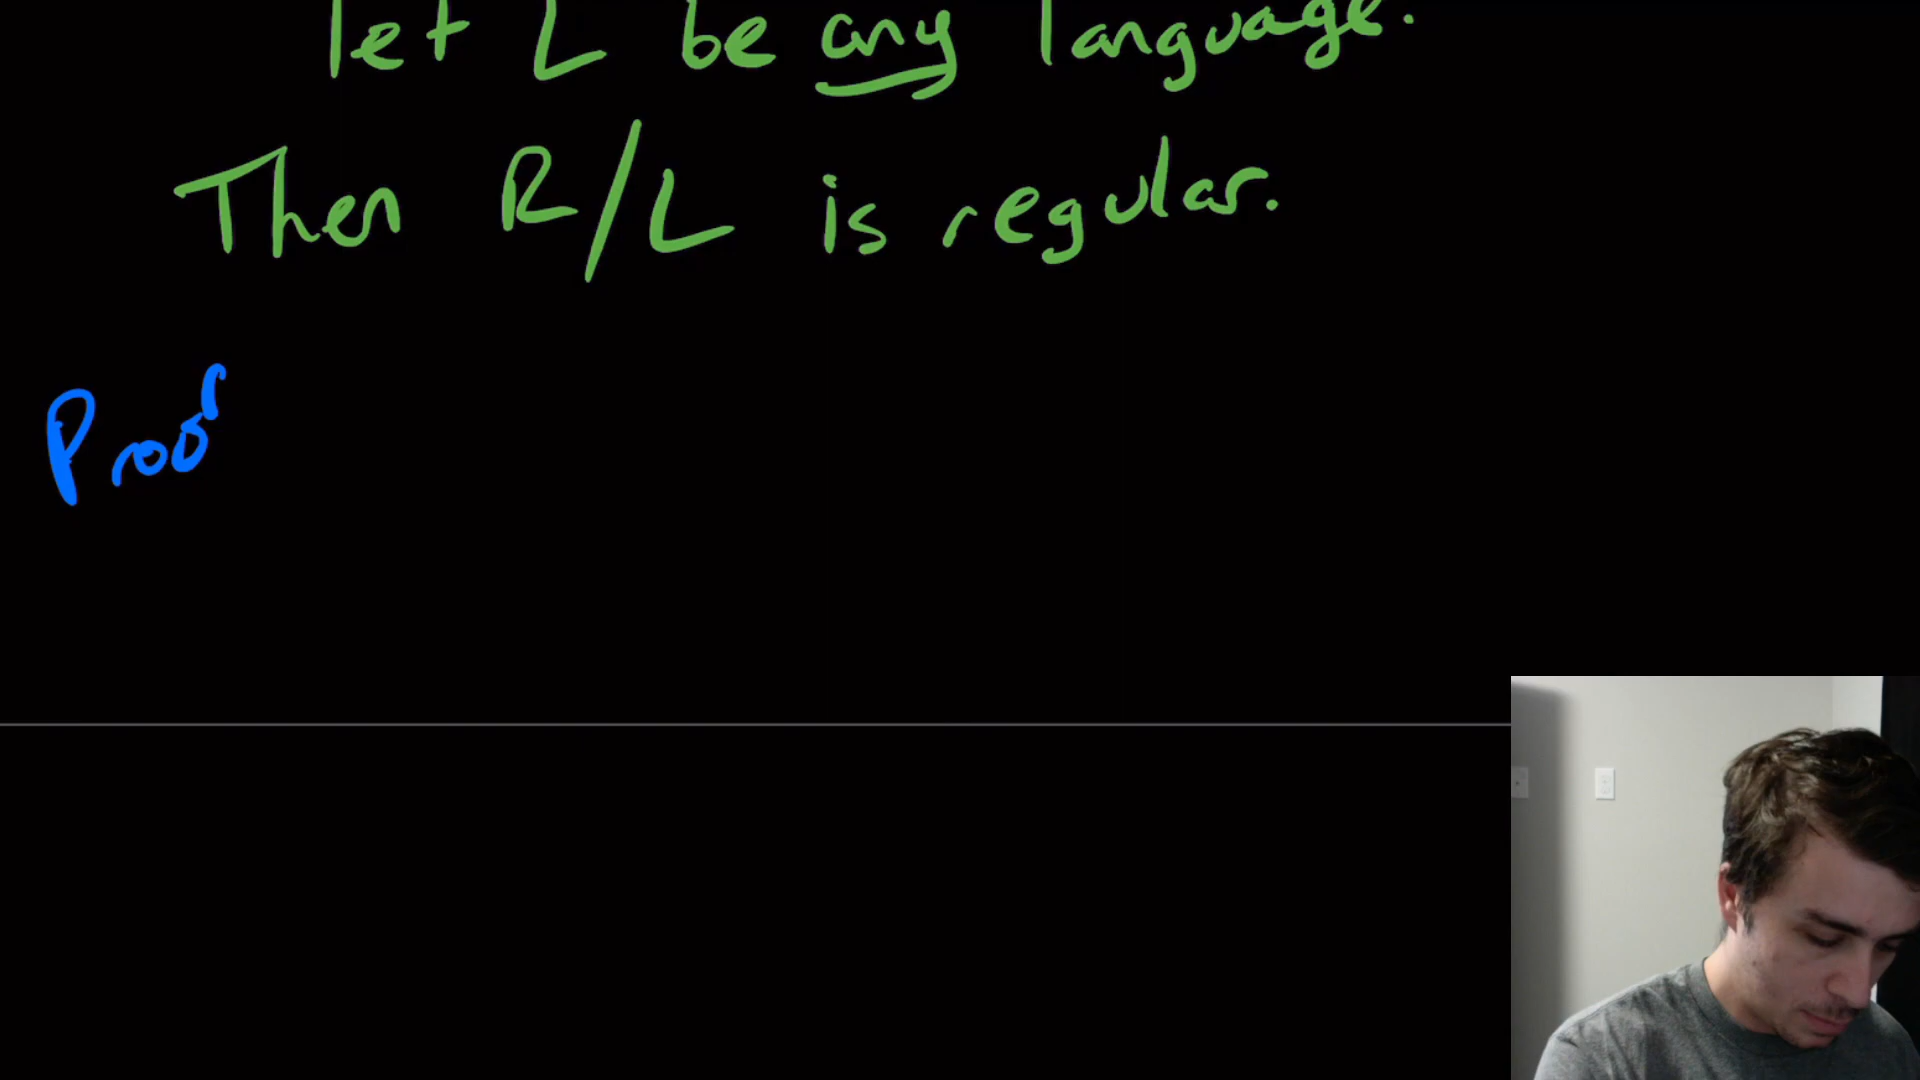 let L be any language.
Then R/L is regular.
Proof